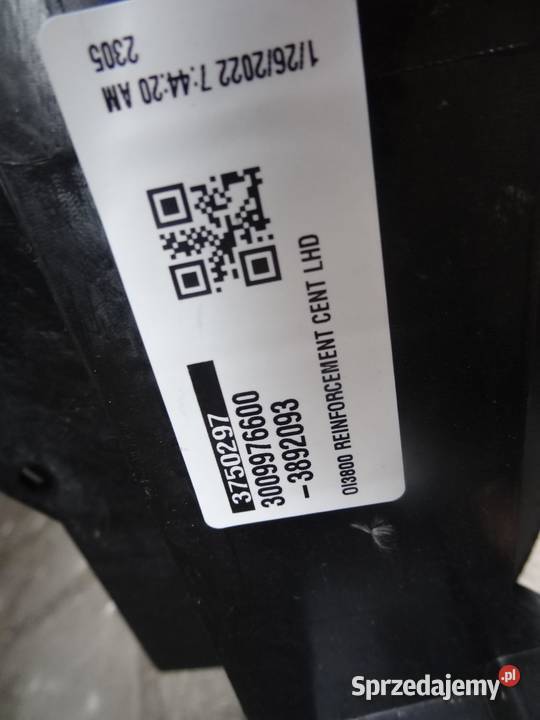 3750297
3009976600
-3892093
OI3800 REINFORCEMENT CENT LHD
1/26/2022 7:44:20 AM
2305
Sprzedajemy.pl